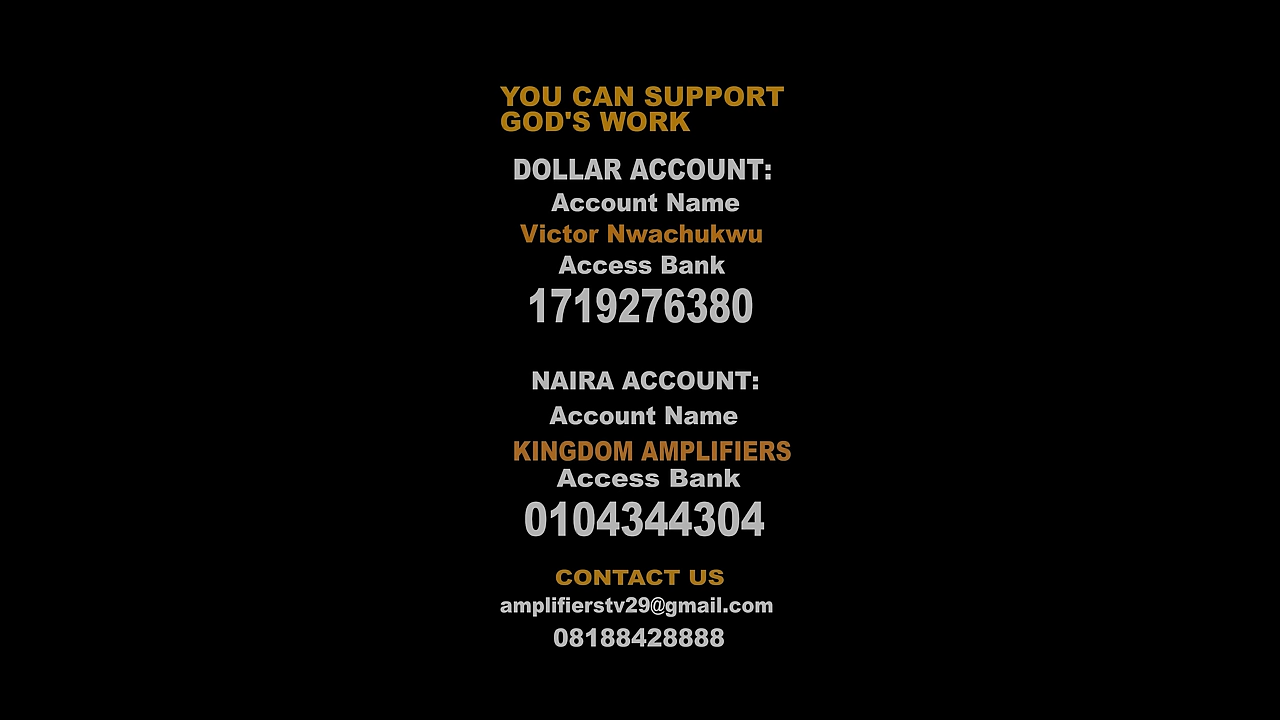 YOU CAN SUPPORT
GOD'S WORK
DOLLAR ACCOUNT:
Account Name
Victor Nwachukwu
Access Bank
1719276380
NAIRA ACCOUNT:
Account Name
KINGDOM AMPLIFIERS
Access Bank
0104344304
CONTACT US
amplifierstv29@gmail.com
08188428888